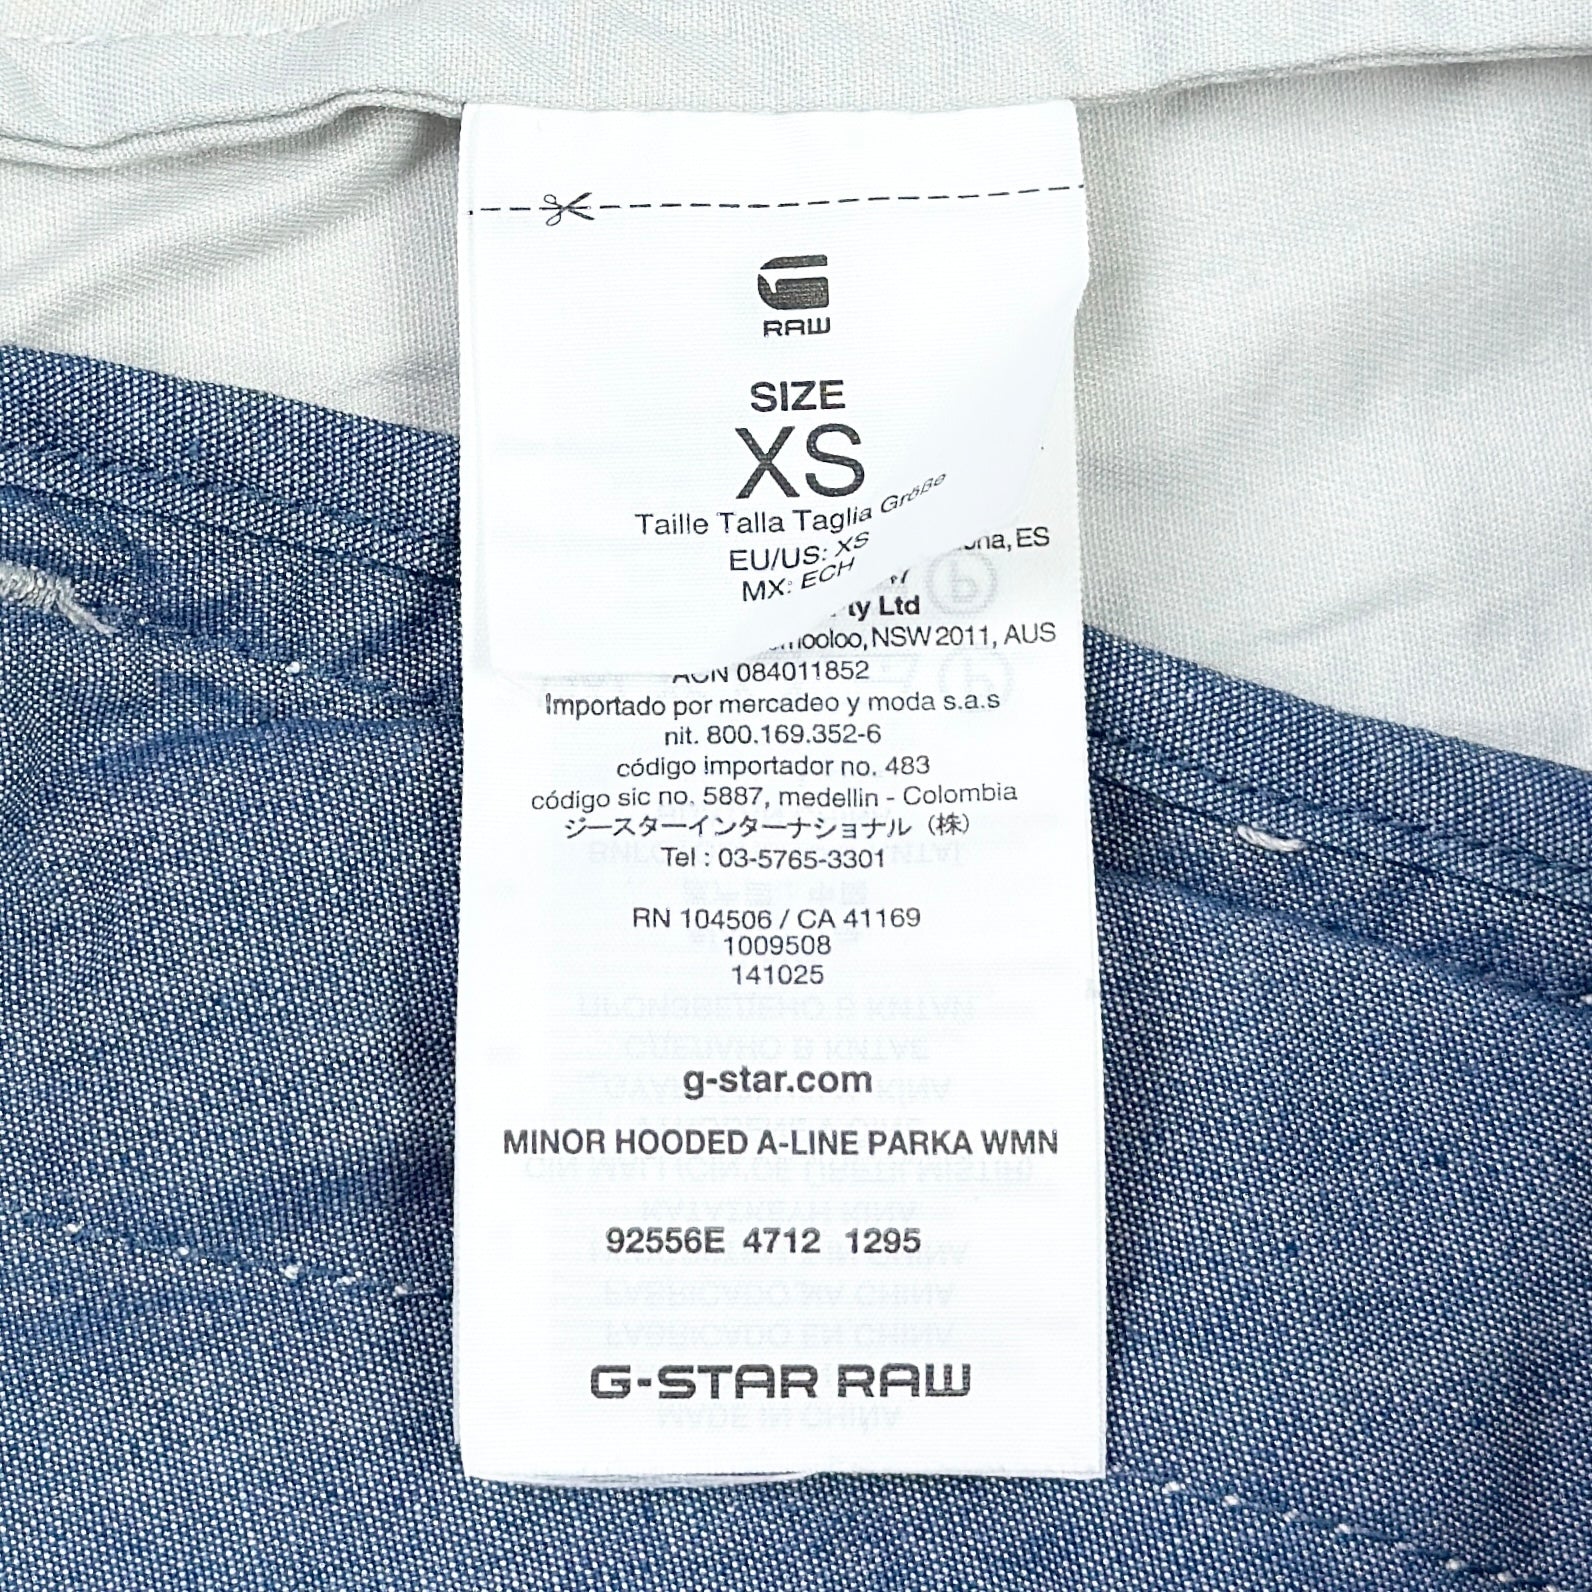 RAW
SIZE
XS
Taille Talla Taglia Größe
EU/US: XS
MX: ECH
ES
Pty Ltd
NSW 2011, AUS
ACN 084011852
Importado por mercadeo y moda s.a.s
nit. 800.169.352-6
código importador no. 483
código sic no. 5887, medellin - Colombia
ジースターインターナショナル（株）
Tel : 03-5765-3301
RN 104506 / CA 41169
1009508
141025
g-star.com
MINOR HOODED A-LINE PARKA WMN
92556E 4712 1295
G-STAR RAW